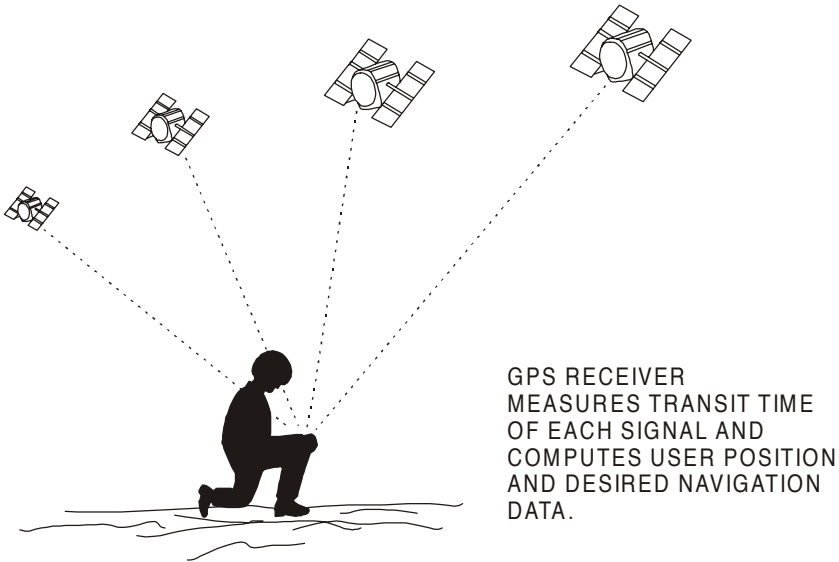 GPS RECEIVER
MEASURES TRANSIT TIME
OF EACH SIGNAL AND
COMPUTES USER POSITION
AND DESIRED NAVIGATION
DATA.